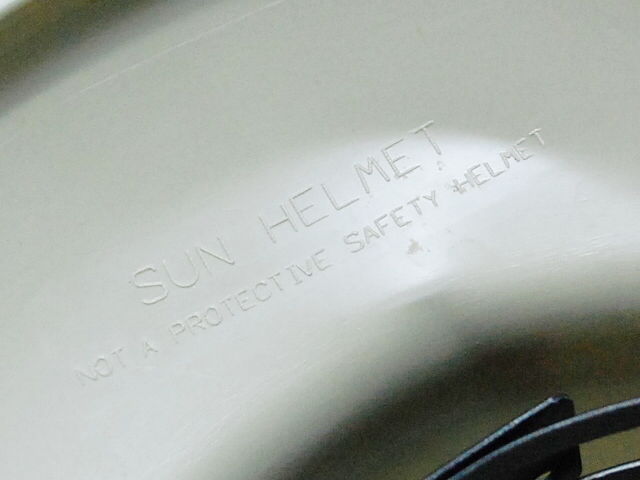 SUN HELMET
NOT A PROTECTIVE SAFETY HELMET